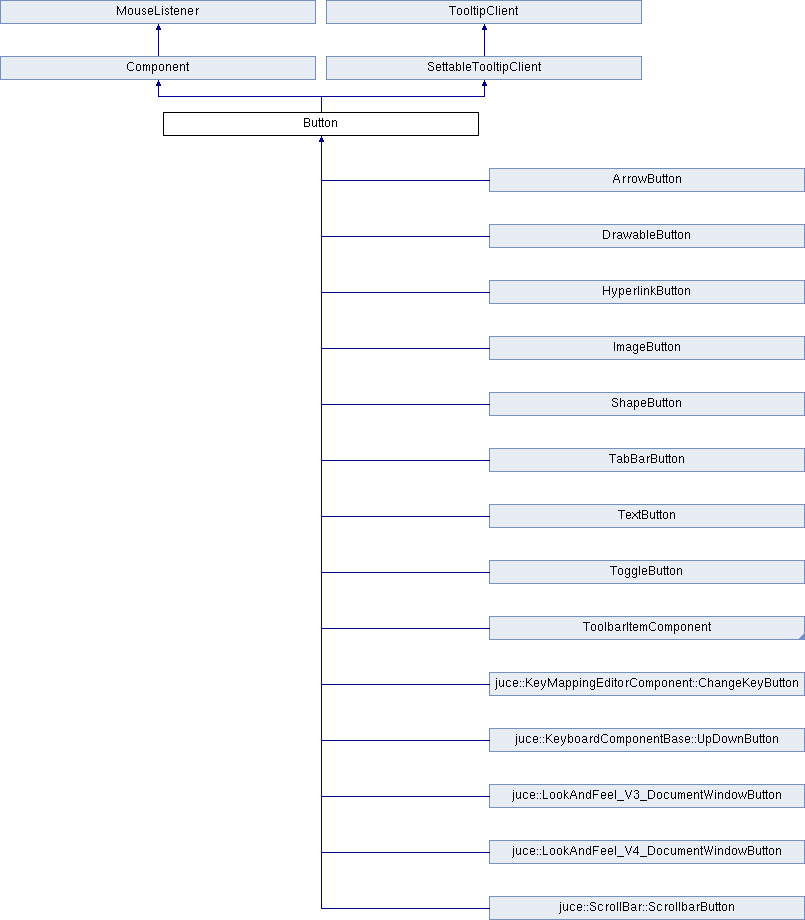 MouseListener
TooltipClient
Component
SettableTooltipClient
Button
ArrowButton
DrawableButton
HyperlinkButton
ImageButton
ShapeButton
TabBarButton
TextButton
ToggleButton
ToolbarItemComponent
juce::KeyMappingEditorComponent::ChangeKeyButton
juce::KeyboardComponentBase::UpDownButton
juce::LookAndFeel_V3_DocumentWindowButton
juce::LookAndFeel_V4_DocumentWindowButton
juce::ScrollBar::ScrollbarButton